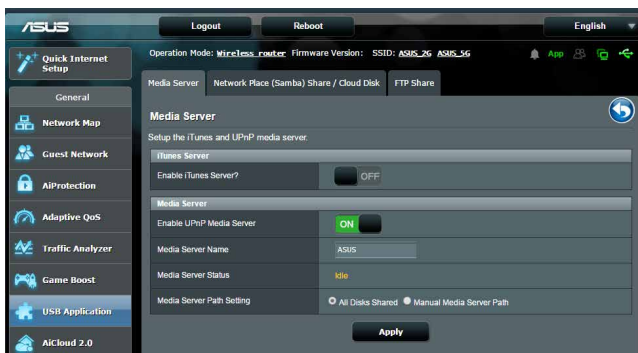 ASUS
Logout
Reboot
English
Quick Internet Setup
Operation Mode: Wireless router Firmware Version: SSID: ASUS_2G ASUS_5G
App
General
Network Map
Guest Network
AiProtection
Adaptive QoS
Traffic Analyzer
Game Boost
USB Application
AiCloud 2.0
Media Server
Network Place (Samba) Share / Cloud Disk
FTP Share
Media Server
Setup the iTunes and UPnP media server.
iTunes Server
Enable iTunes Server?
OFF
Media Server
Enable UPnP Media Server
ON
Media Server Name
ASUS
Media Server Status
Idle
Media Server Path Setting
All Disks Shared
Manual Media Server Path
Apply